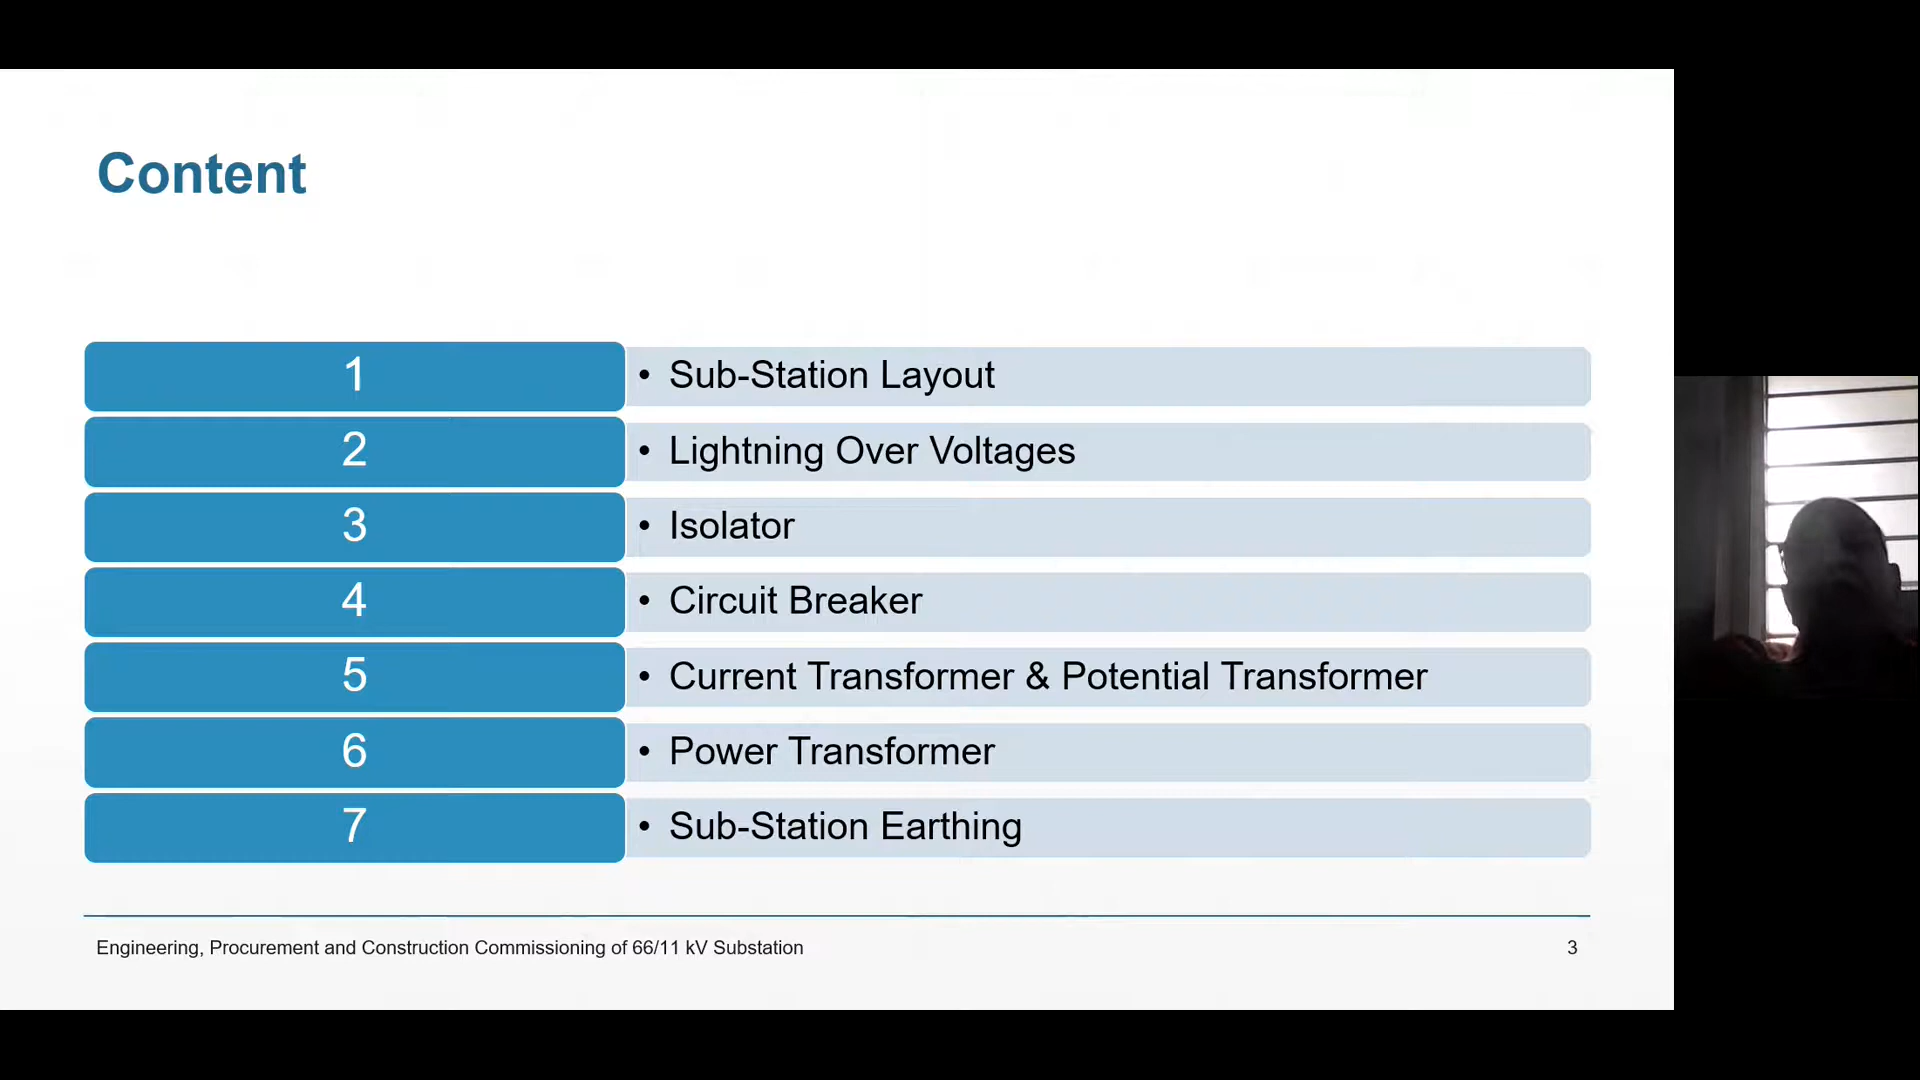 Content
1 • Sub-Station Layout
2 • Lightning Over Voltages
3 • Isolator
4 • Circuit Breaker
5 • Current Transformer & Potential Transformer
6 • Power Transformer
7 • Sub-Station Earthing
Engineering, Procurement and Construction Commissioning of 66/11 kV Substation 3